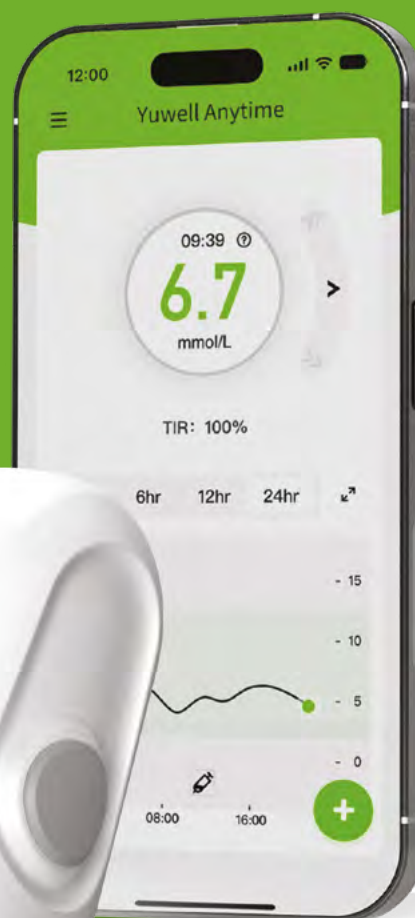 12:00
Yuwell Anytime
09:39 ?
6.7
mmol/L
>
TIR: 100%
6hr 12hr 24hr
- 15
- 10
- 5
- 0
08:00 16:00
+